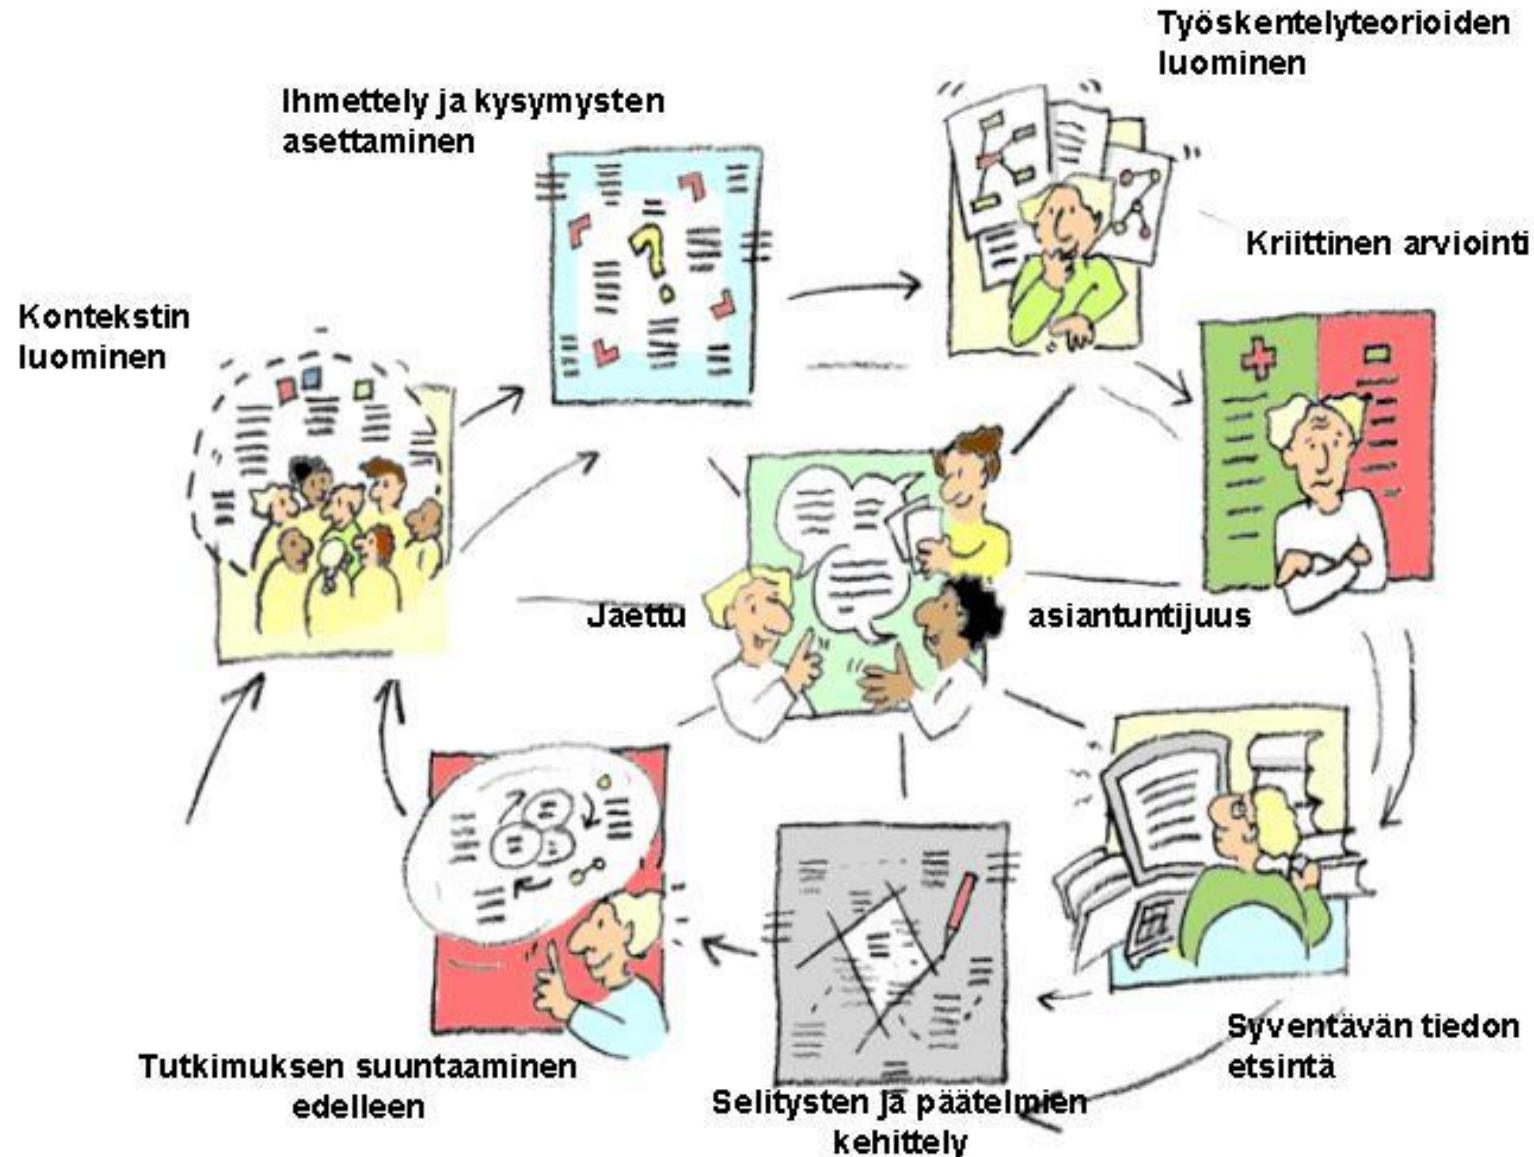 Työskentelyteorioiden
luominen
Ihmettely ja kysymysten
asettaminen
Kriittinen arviointi
Kontekstin
luominen
Jaettu asiantuntijuus
Syventävän tiedon
etsintä
Tutkimuksen suuntaaminen
edelleen
Selitysten ja päätelmien
kehittely